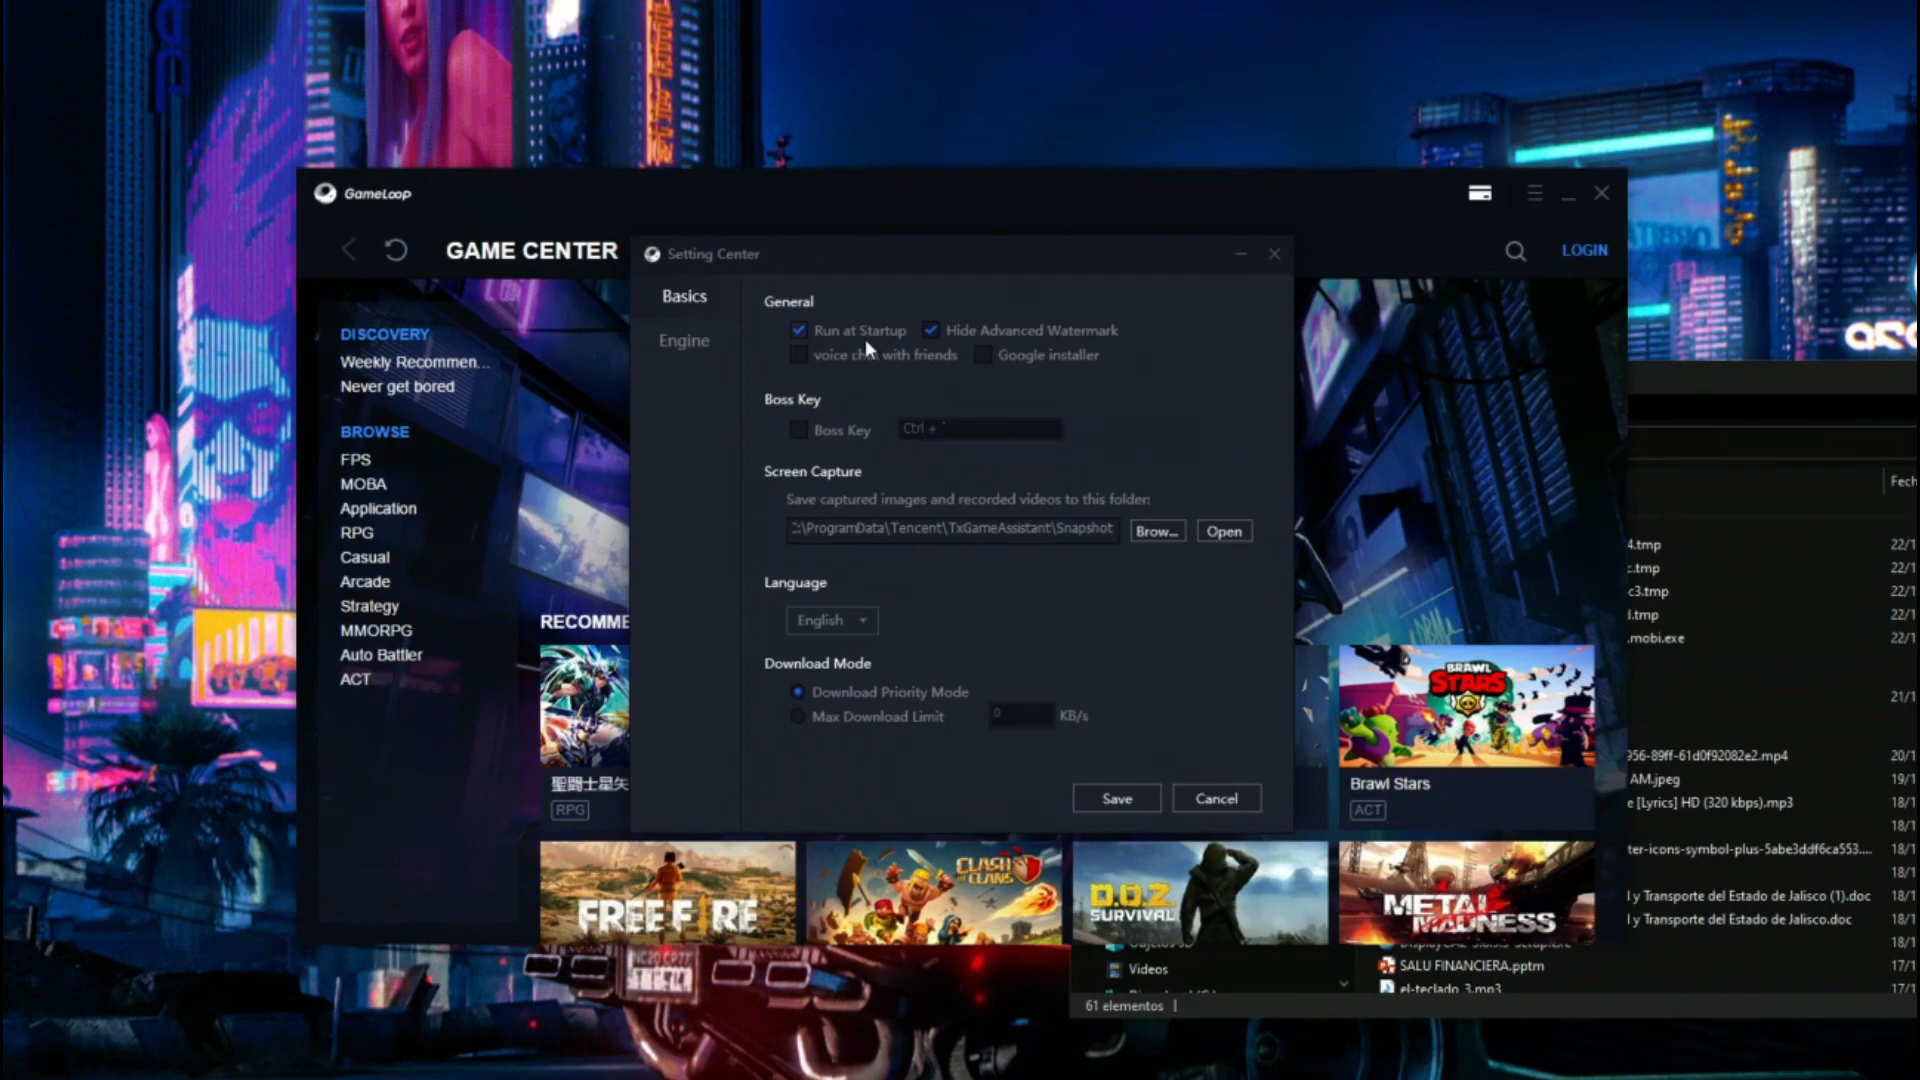 GameLoop
GAME CENTER
LOGIN
DISCOVERY
Weekly Recommen...
Never get bored
BROWSE
FPS
MOBA
Application
RPG
Casual
Arcade
Strategy
MMORPG
Auto Battler
ACT
Setting Center
Basics
Engine
General
Run at Startup
Hide Advanced Watermark
voice chat with friends
Google installer
Boss Key
Boss Key
Ctrl + `
Screen Capture
Save captured images and recorded videos to this folder:
:\ProgramData\Tencent\TxGameAssistant\Snapshot
Brow...
Open
Language
English
Download Mode
Download Priority Mode
Max Download Limit
0
KB/s
Save
Cancel
RECOMME
聖闘士星矢
RPG
BRAWL
STARS
Brawl Stars
ACT
FREE FIRE
CLASH
OF CLANS
D.O.Z
SURVIVAL
METAL
MADNESS
Fech
4.tmp 22/1
c.tmp 22/1
c3.tmp 22/1
d.tmp 22/1
.mobi.exe 22/1
21/1
956-89ff-61d0f92082e2.mp4 20/1
AM.jpeg 19/1
e [Lyrics] HD (320 kbps).mp3 18/1
18/1
ter-icons-symbol-plus-5abe3ddf6ca553.... 18/1
18/1
l y Transporte del Estado de Jalisco (1).doc 18/1
l y Transporte del Estado de Jalisco.doc 18/1
18/1
Videos
SALU FINANCIERA.pptm 17/1
el-teclado_3.mp3 17/1
61 elementos